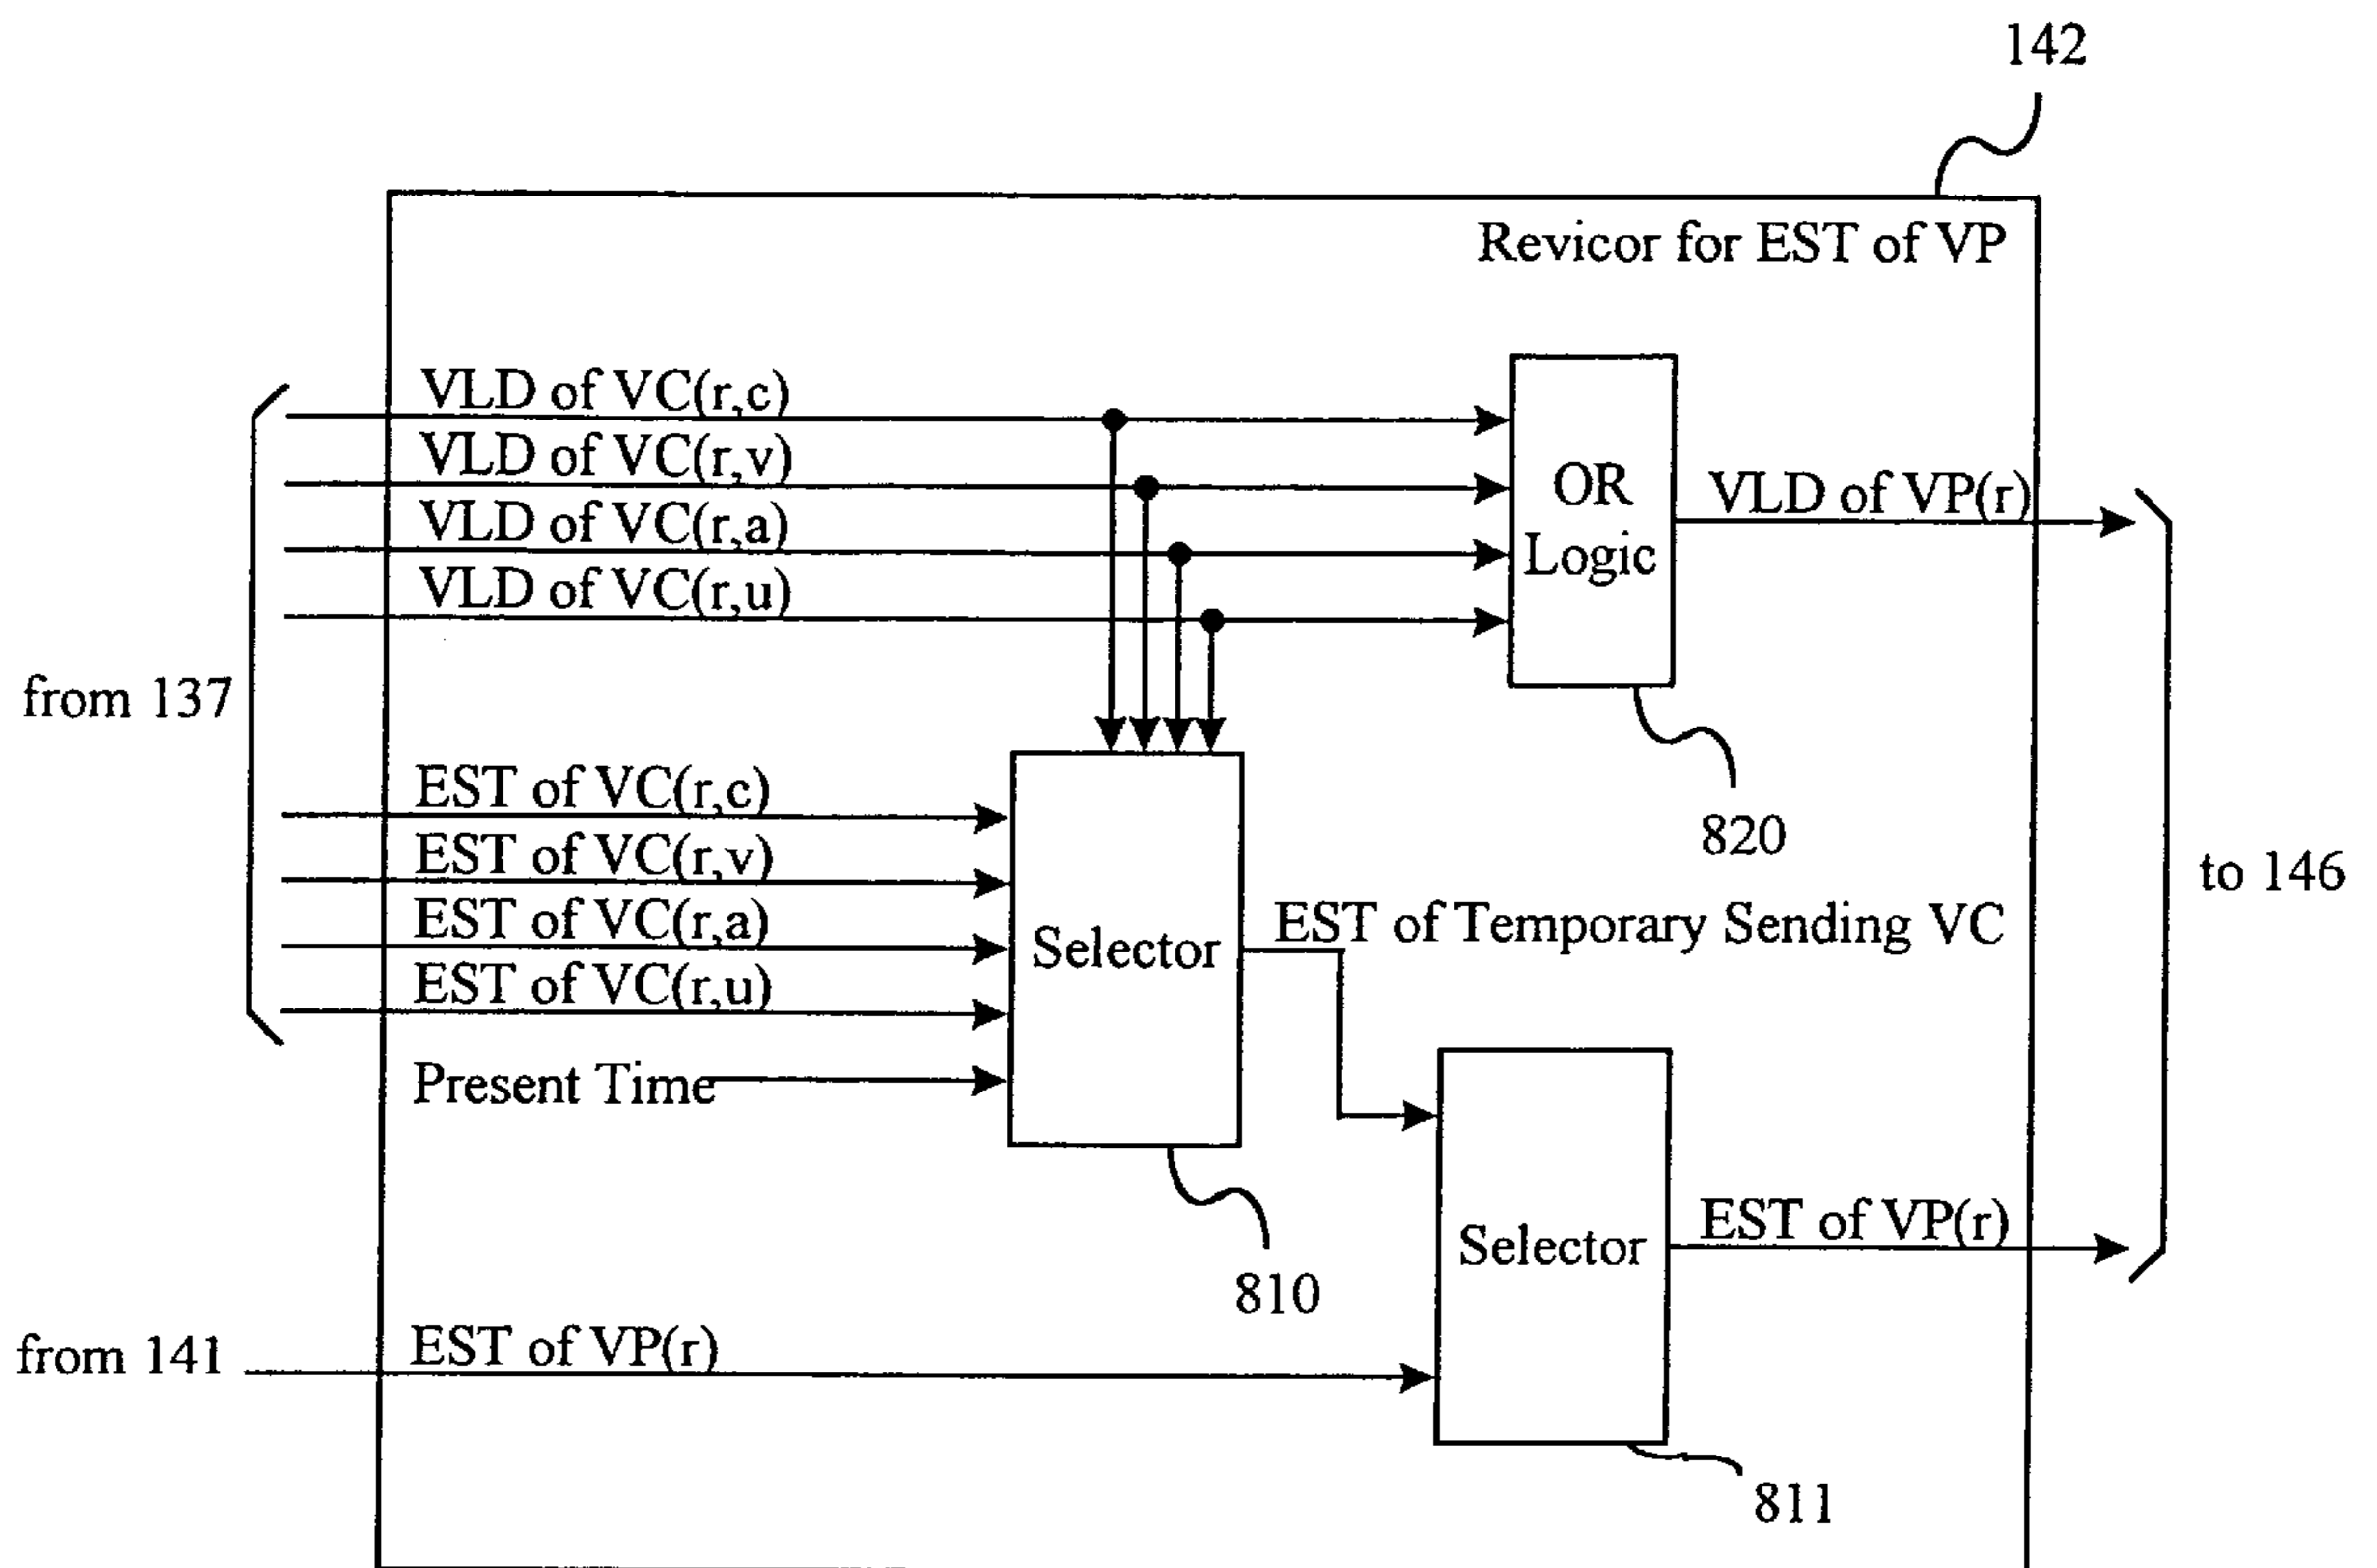 142
Revicor for EST of VP
VLD of VC(r,c)
VLD of VC(r,v)
VLD of VC(r,a)
VLD of VC(r,u)
OR
Logic
VLD of VP(r)
from 137
820
to 146
EST of VC(r,c)
EST of VC(r,v)
EST of VC(r,a)
EST of VC(r,u)
Present Time
Selector
EST of Temporary Sending VC
810
Selector
EST of VP(r)
from 141
EST of VP(r)
811